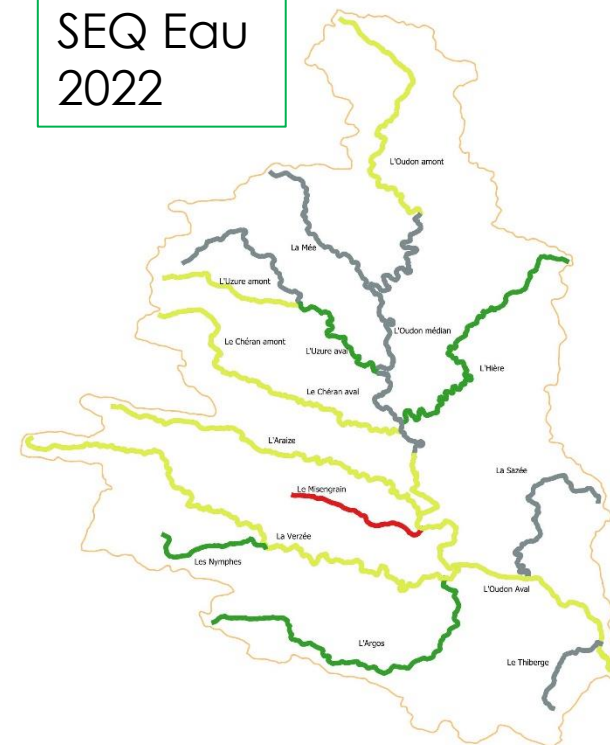 SEQ Eau
2022
L'Oudon amont
La Mée
L'Uzure amont
L'Oudon médian
Le Chéran amont
L'Uzure aval
L'Hière
Le Chéran aval
L'Araize
La Sazée
Le Misengrain
La Verzée
Les Nymphes
L'Oudon Aval
L'Argos
Le Thiberge